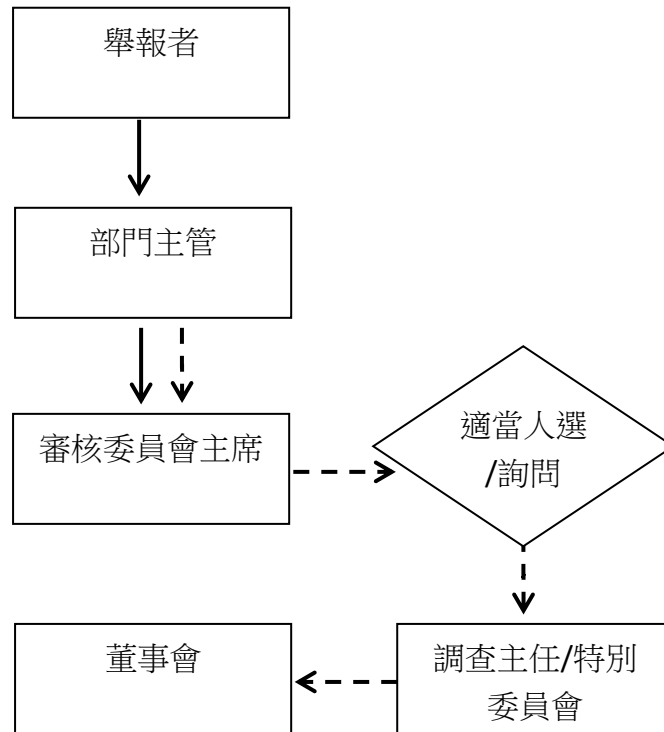 舉報者
部門主管
審核委員會主席
適當人選
/詢問
董事會
調查主任/特別
委員會